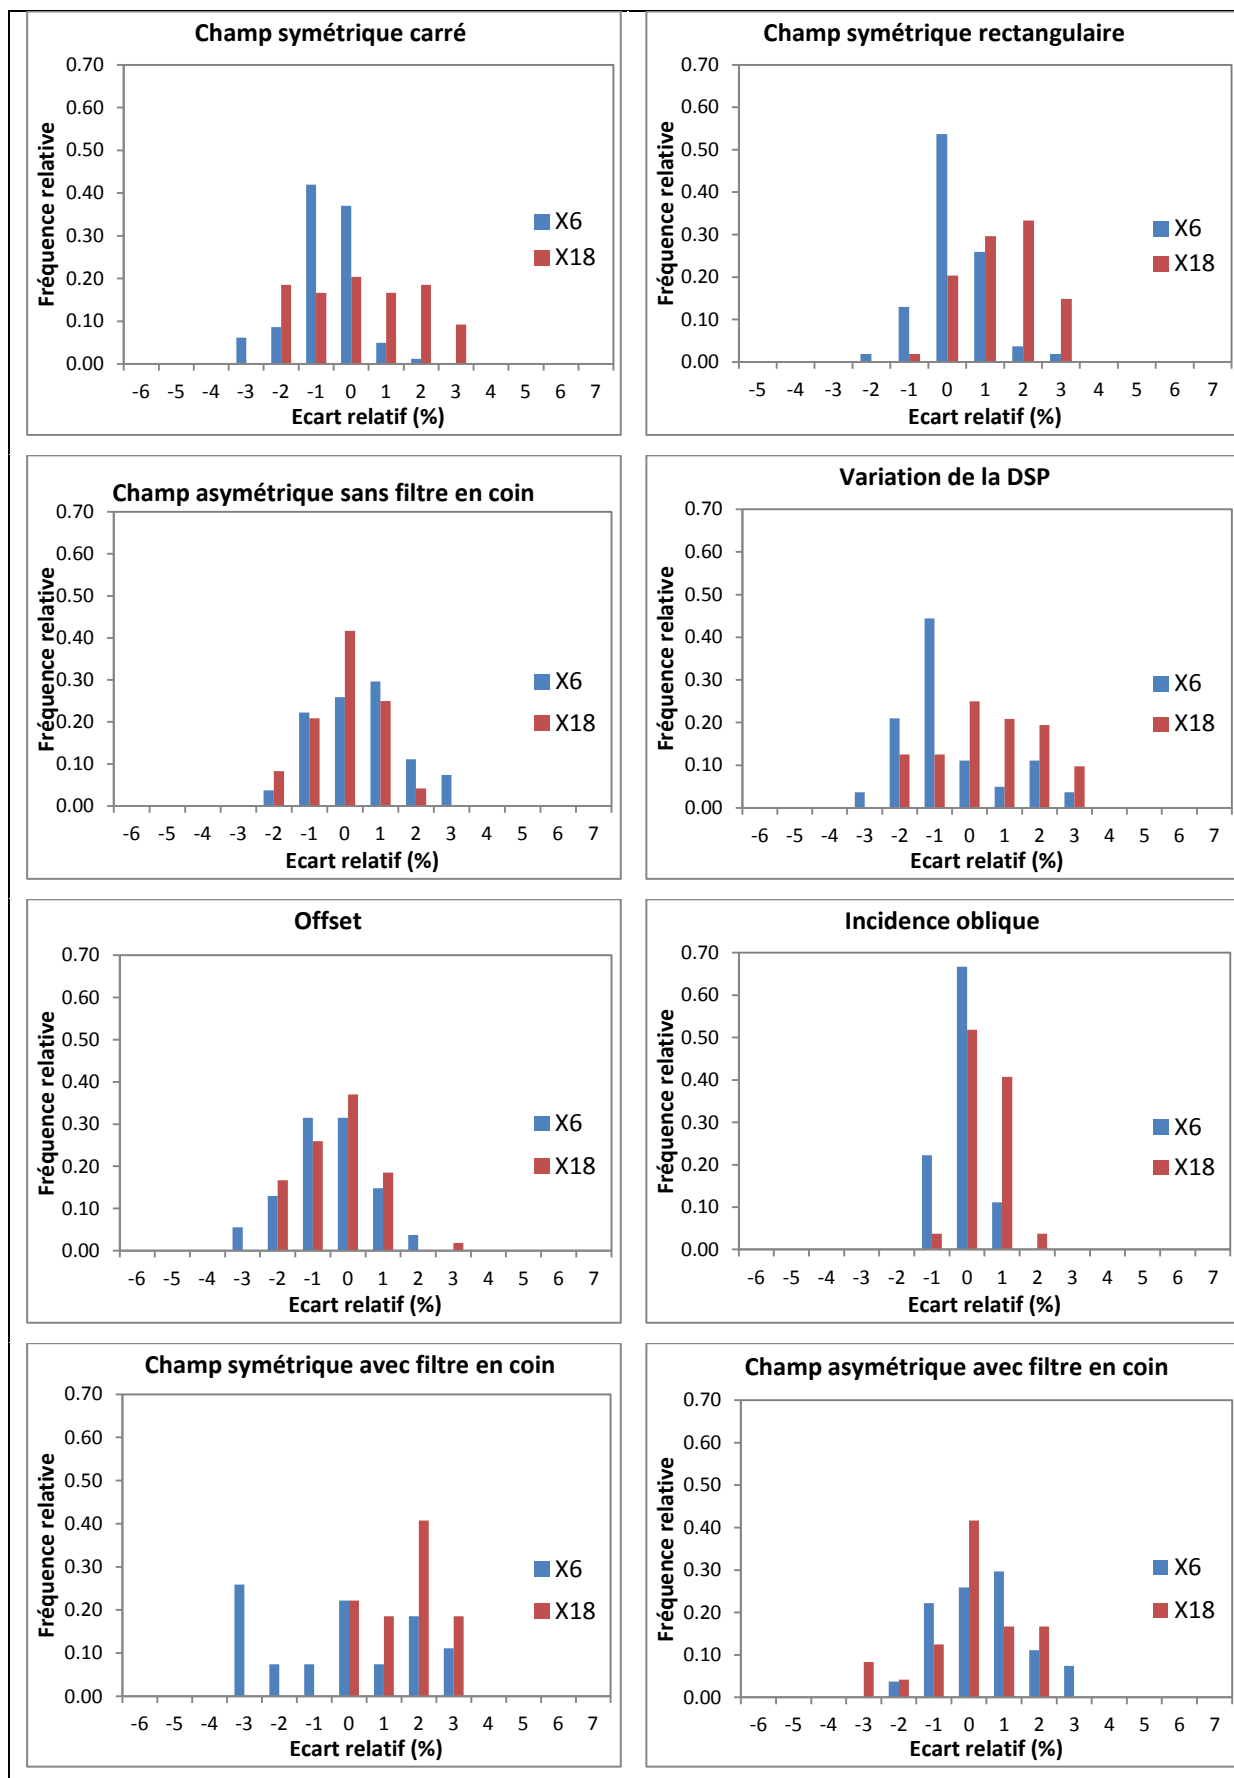 Champ symétrique carré
0.70
0.60
0.50
0.40
0.30
0.20
0.10
0.00
Fréquence relative
X6
X18
-6 -5 -4 -3 -2 -1 0 1 2 3 4 5 6 7
Ecart relatif (%)
Champ symétrique rectangulaire
0.70
0.60
0.50
0.40
0.30
0.20
0.10
0.00
Fréquence relative
X6
X18
-5 -4 -3 -2 -1 0 1 2 3 4 5 6 7
Ecart relatif (%)
Champ asymétrique sans filtre en coin
0.70
0.60
0.50
0.40
0.30
0.20
0.10
0.00
Fréquence relative
X6
X18
-6 -5 -4 -3 -2 -1 0 1 2 3 4 5 6 7
Ecart relatif (%)
Variation de la DSP
0.70
0.60
0.50
0.40
0.30
0.20
0.10
0.00
Fréquence relative
X6
X18
-6 -5 -4 -3 -2 -1 0 1 2 3 4 5 6 7
Ecart relatif (%)
Offset
0.70
0.60
0.50
0.40
0.30
0.20
0.10
0.00
Fréquence relative
X6
X18
-6 -5 -4 -3 -2 -1 0 1 2 3 4 5 6 7
Ecart relatif (%)
Incidence oblique
0.70
0.60
0.50
0.40
0.30
0.20
0.10
0.00
Fréquence relative
X6
X18
-6 -5 -4 -3 -2 -1 0 1 2 3 4 5 6 7
Ecart relatif (%)
Champ symétrique avec filtre en coin
0.70
0.60
0.50
0.40
0.30
0.20
0.10
0.00
Fréquence relative
X6
X18
-6 -5 -4 -3 -2 -1 0 1 2 3 4 5 6 7
Ecart relatif (%)
Champ asymétrique avec filtre en coin
0.70
0.60
0.50
0.40
0.30
0.20
0.10
0.00
Fréquence relative
X6
X18
-6 -5 -4 -3 -2 -1 0 1 2 3 4 5 6 7
Ecart relatif (%)